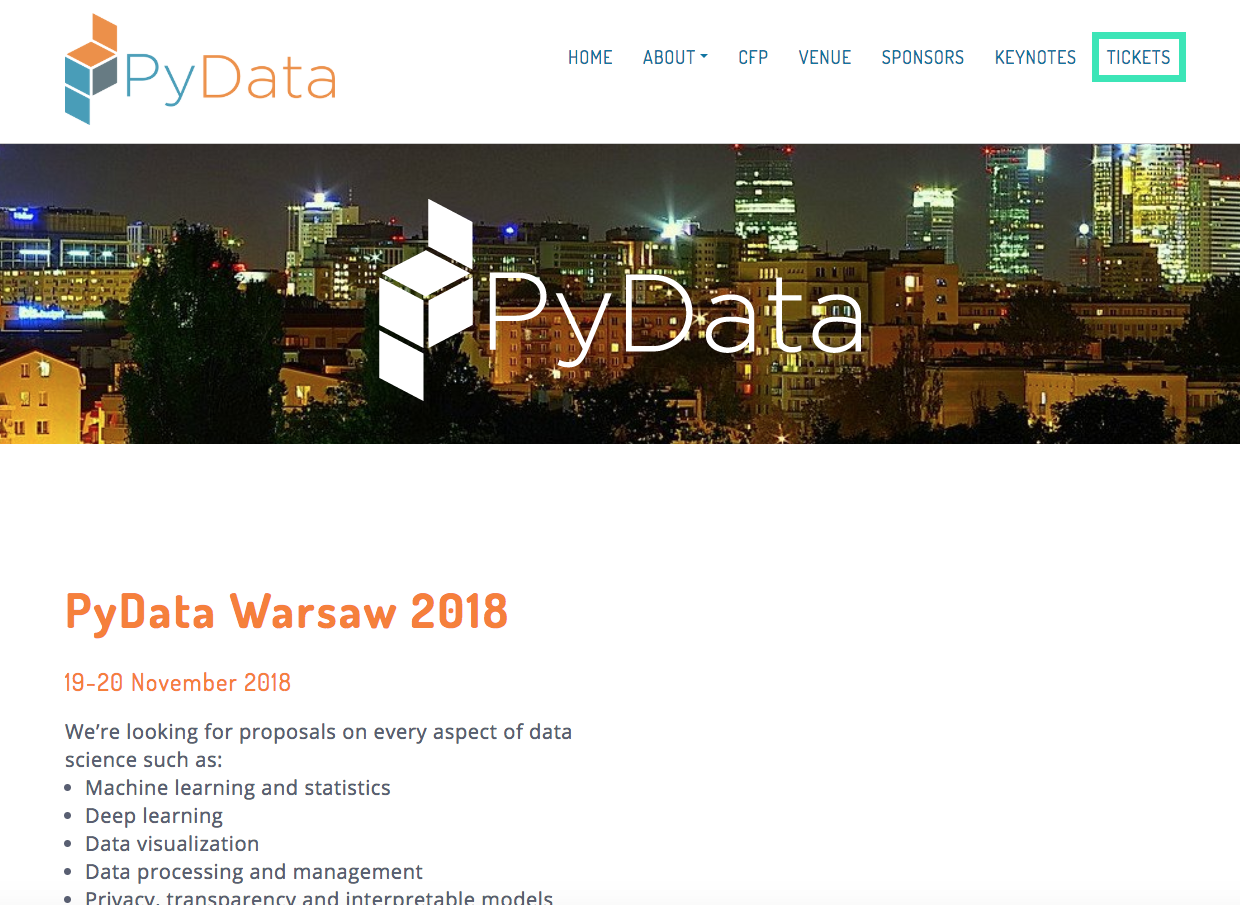 PyData
HOME ABOUT CFP VENUE SPONSORS KEYNOTES TICKETS
PyData
PyData Warsaw 2018
19-20 November 2018
We’re looking for proposals on every aspect of data
science such as:
• Machine learning and statistics
• Deep learning
• Data visualization
• Data processing and management
• Privacy, transparency and interpretable models